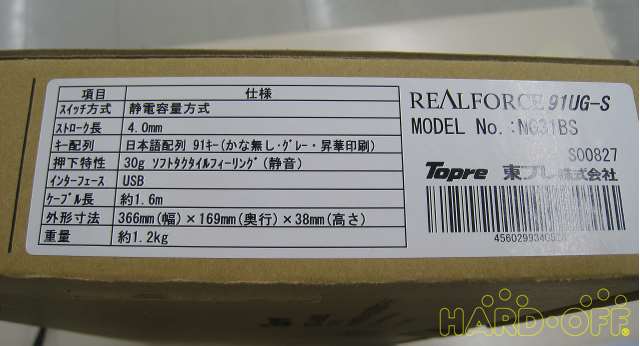 項目 仕様
スイッチ方式 静電容量方式
ストローク長 4.0mm
キー配列 日本語配列 91キー(かな無し・グレー・昇華印刷)
押下特性 30g ソフトタクタイルフィーリング(静音)
インターフェース USB
ケーブル長 約1.6m
外形寸法 366mm(幅)×169mm(奥行)×38mm(高さ)
重量 約1.2kg
REALFORCE 91UG-S
MODEL No.:NG31BS
S00827
Topre 東プレ株式会社
HARD·OFF